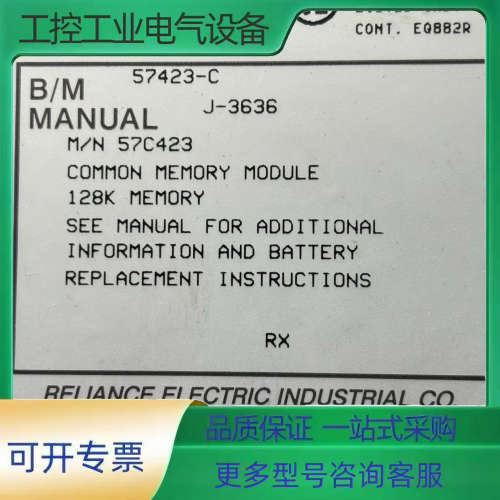 工控工业电气设备
CONT. EQ882R
57423-C
B/M
J-3636
MANUAL
M/N 57C423
COMMON MEMORY MODULE
128K MEMORY
SEE MANUAL FOR ADDITIONAL
INFORMATION AND BATTERY
REPLACEMENT INSTRUCTIONS
RX
RELIANCE ELECTRIC INDUSTRIAL CO
品质保证 一站式采购
可开专票
更多型号咨询客服